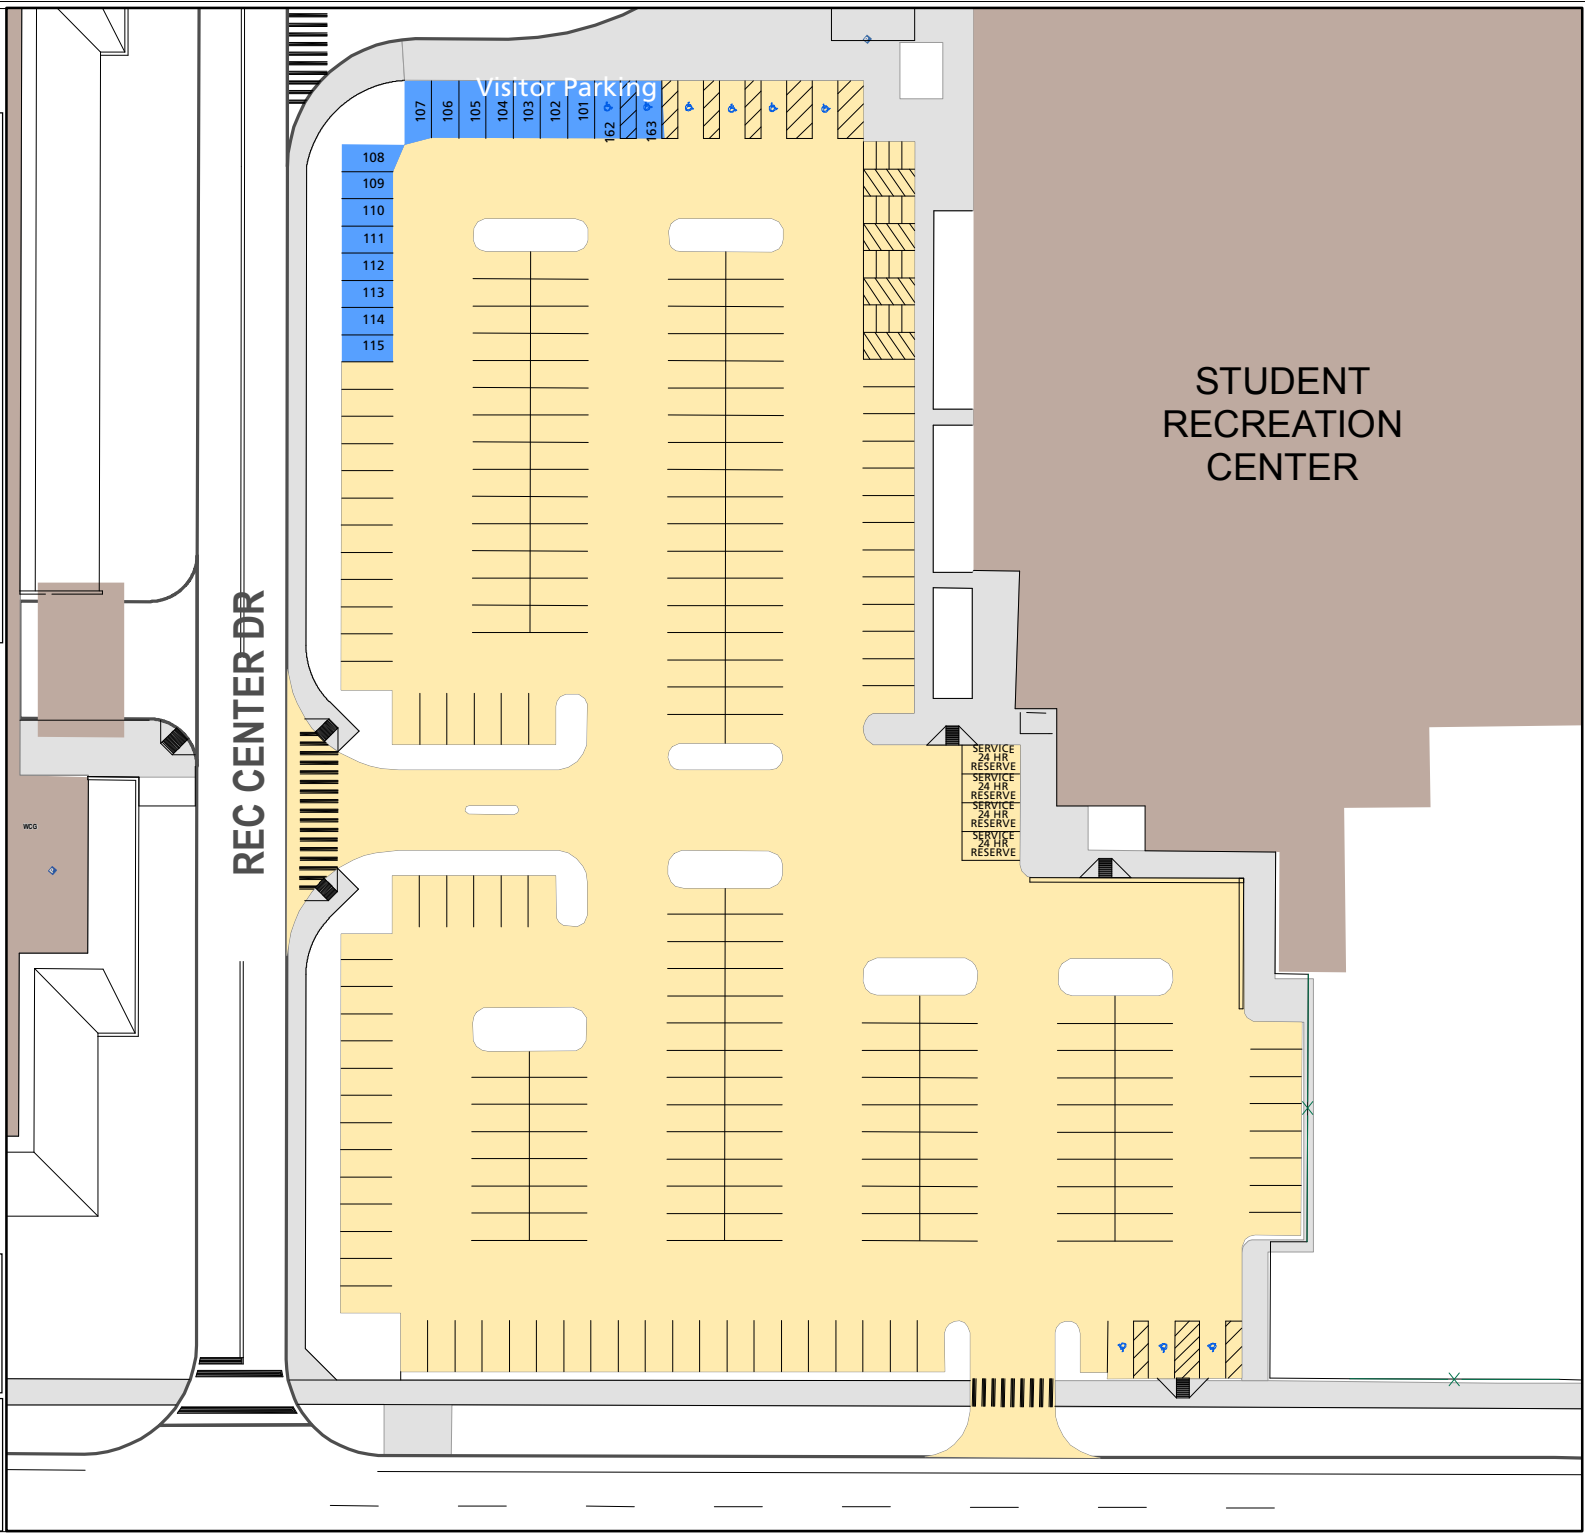 Visitor Parking
107 106 105 104 103 102 101 162 163
108
109
110
111
112
113
114
115
STUDENT
RECREATION
CENTER
REC CENTER DR
SERVICE
24 HR
RESERVE
SERVICE
24 HR
RESERVE
SERVICE
24 HR
RESERVE
SERVICE
24 HR
RESERVE
WCG